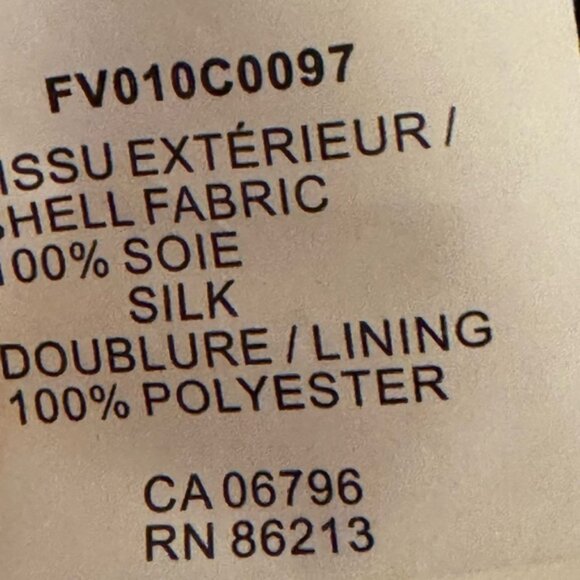 FV010C0097
ISSU EXTÉRIEUR /
HELL FABRIC
100% SOIE
SILK
DOUBLURE / LINING
100% POLYESTER
CA 06796
RN 86213